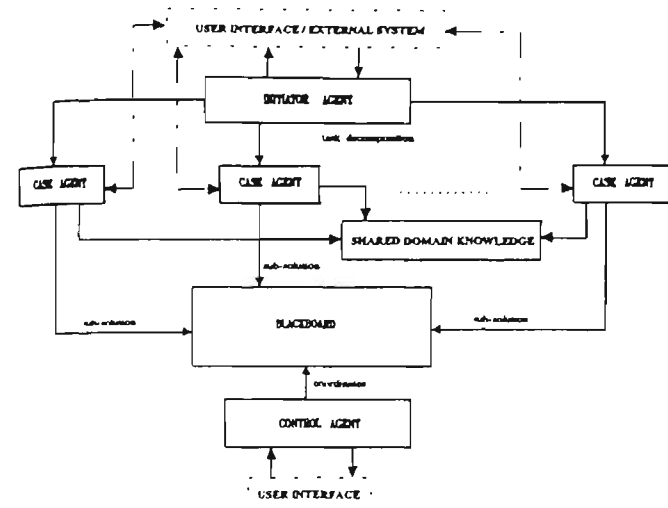 USER INTERFACE / EXTERNAL SYSTEM
INITIATOR AGENT
task decomposition
CASE AGENT
CASE AGENT
CASE AGENT
SHARED DOMAIN KNOWLEDGE
sub-solution
sub-solution
sub-solution
BLACKBOARD
CONTROL AGENT
USER INTERFACE